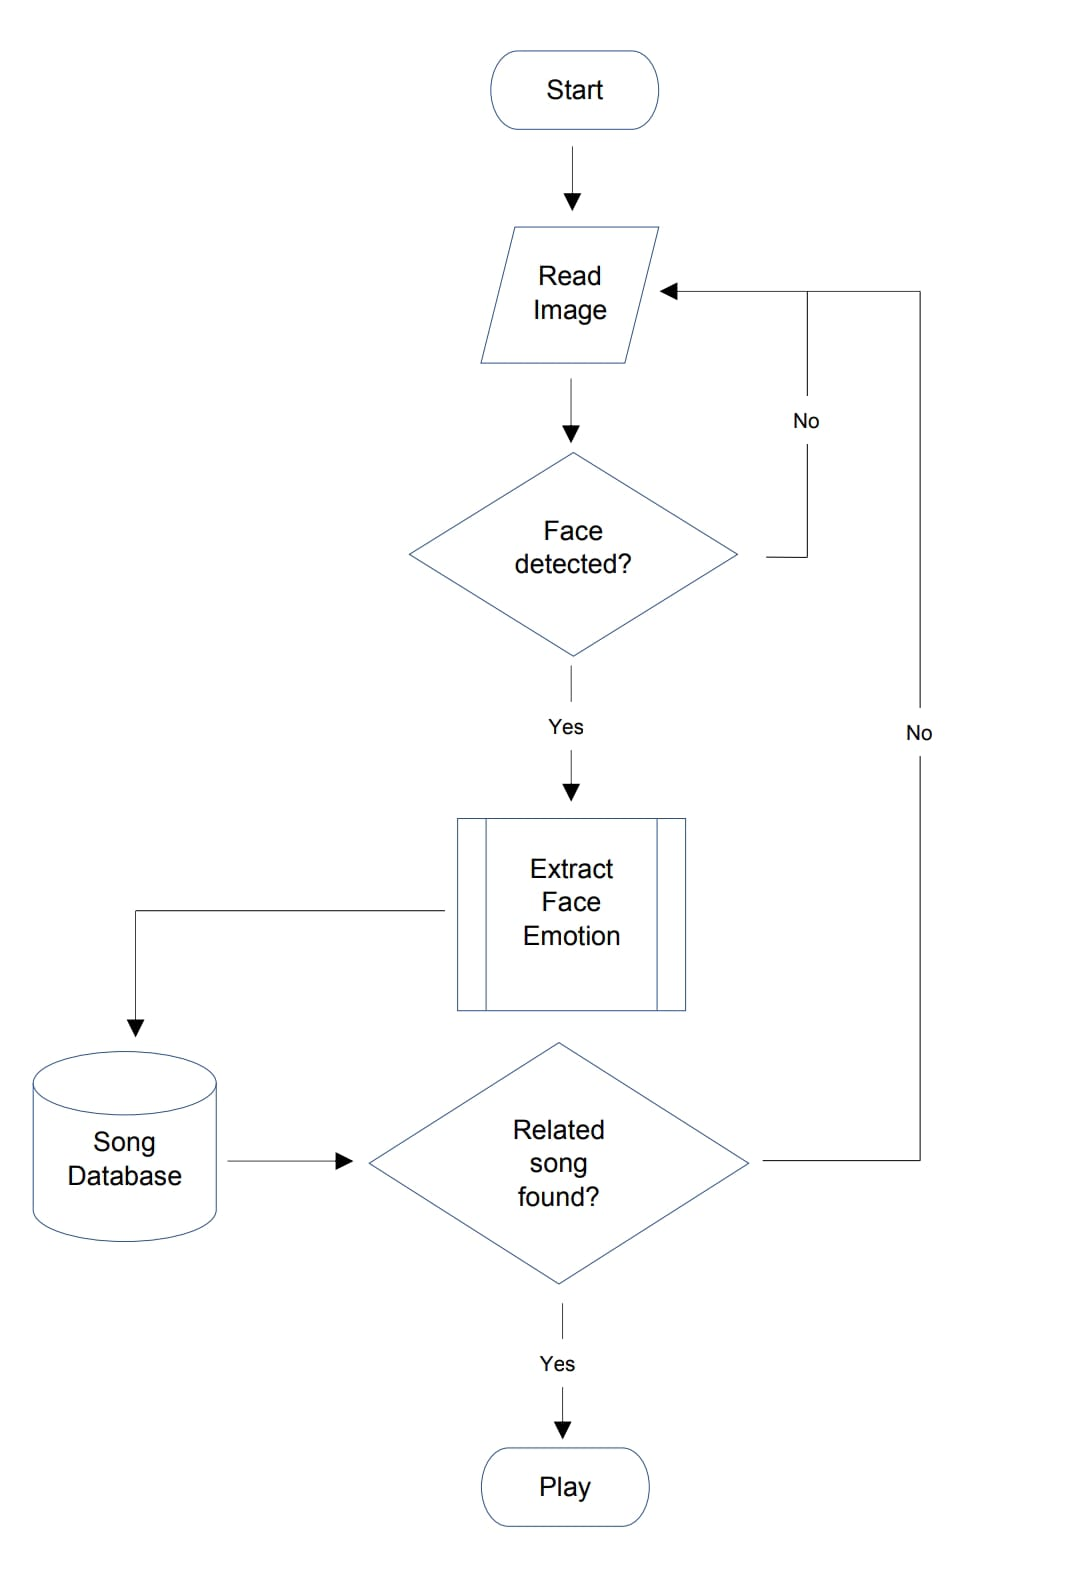 Start
Read
Image
No
Face
detected?
Yes
No
Extract
Face
Emotion
Song
Database
Related
song
found?
Yes
Play